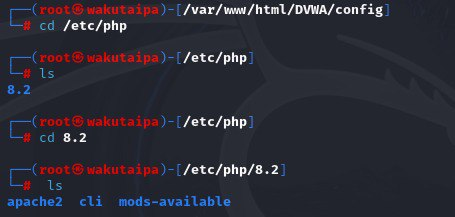 ┌──(root㉿wakutaipa)-[/var/www/html/DVWA/config]
└─# cd /etc/php
┌──(root㉿wakutaipa)-[/etc/php]
└─# ls
8.2
┌──(root㉿wakutaipa)-[/etc/php]
└─# cd 8.2
┌──(root㉿wakutaipa)-[/etc/php/8.2]
└─#  ls
apache2  cli  mods-available